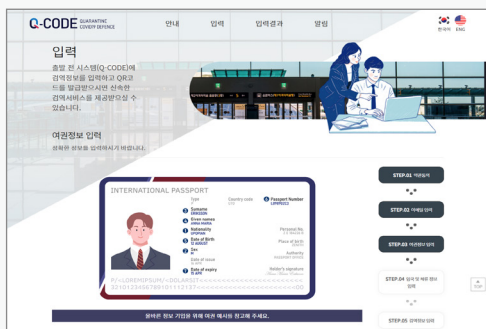 Q-CODE QUARANTINE COVID19 DEFENCE
안내 입력 입력결과 알림
한국어 ENG
입력
출발 전 시스템(Q-CODE)에
검역정보를 입력하고 QR코
드를 발급받으시면 신속한
검역서비스를 제공받으실 수
있습니다.
여권정보 입력
정확한 정보를 입력하시기 바랍니다.
INTERNATIONAL PASSPORT
Type
Country code
Passport Number
Surname
Given names
Nationality
Personal No.
Date of Birth
Place of birth
Sex
Authority
Date of issue
Date of expiry
Holder's signature
올바른 정보 기입을 위해 여권 예시를 참고해 주세요.
STEP.01 약관동의
STEP.02 이메일 입력
STEP.03 여권정보 입력
STEP.04 입국 및 체류 정보
입력
STEP.05 검역정보 입력
TOP